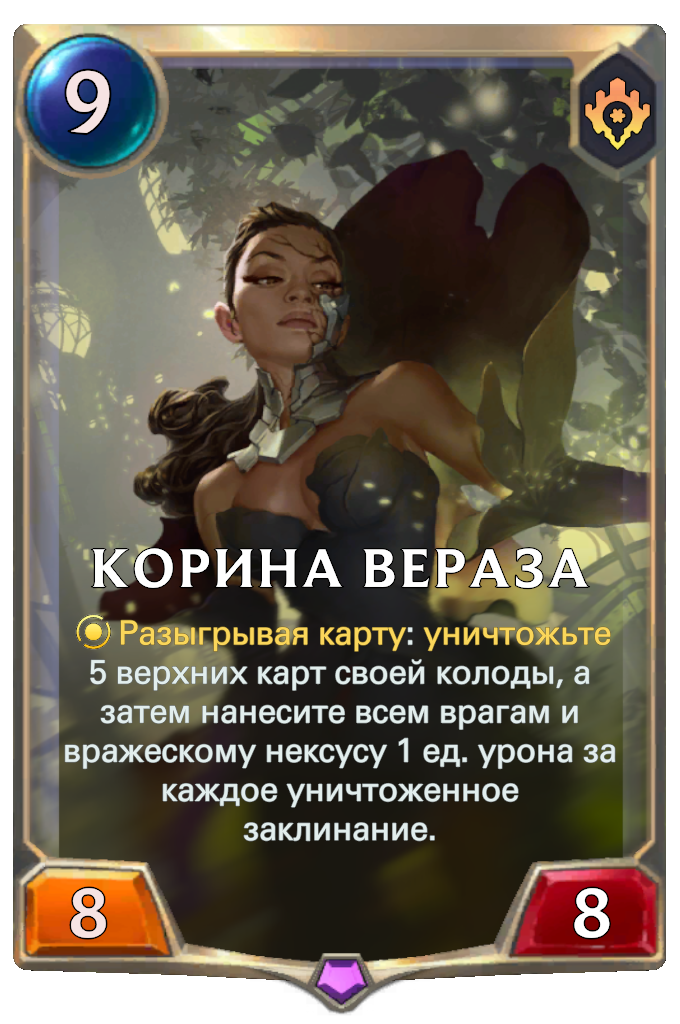 9
КОРИНА ВЕРАЗА
Разыгрывая карту: уничтожьте
5 верхних карт своей колоды, а
затем нанесите всем врагам и
вражескому нексусу 1 ед. урона за
каждое уничтоженное
заклинание.
8
8